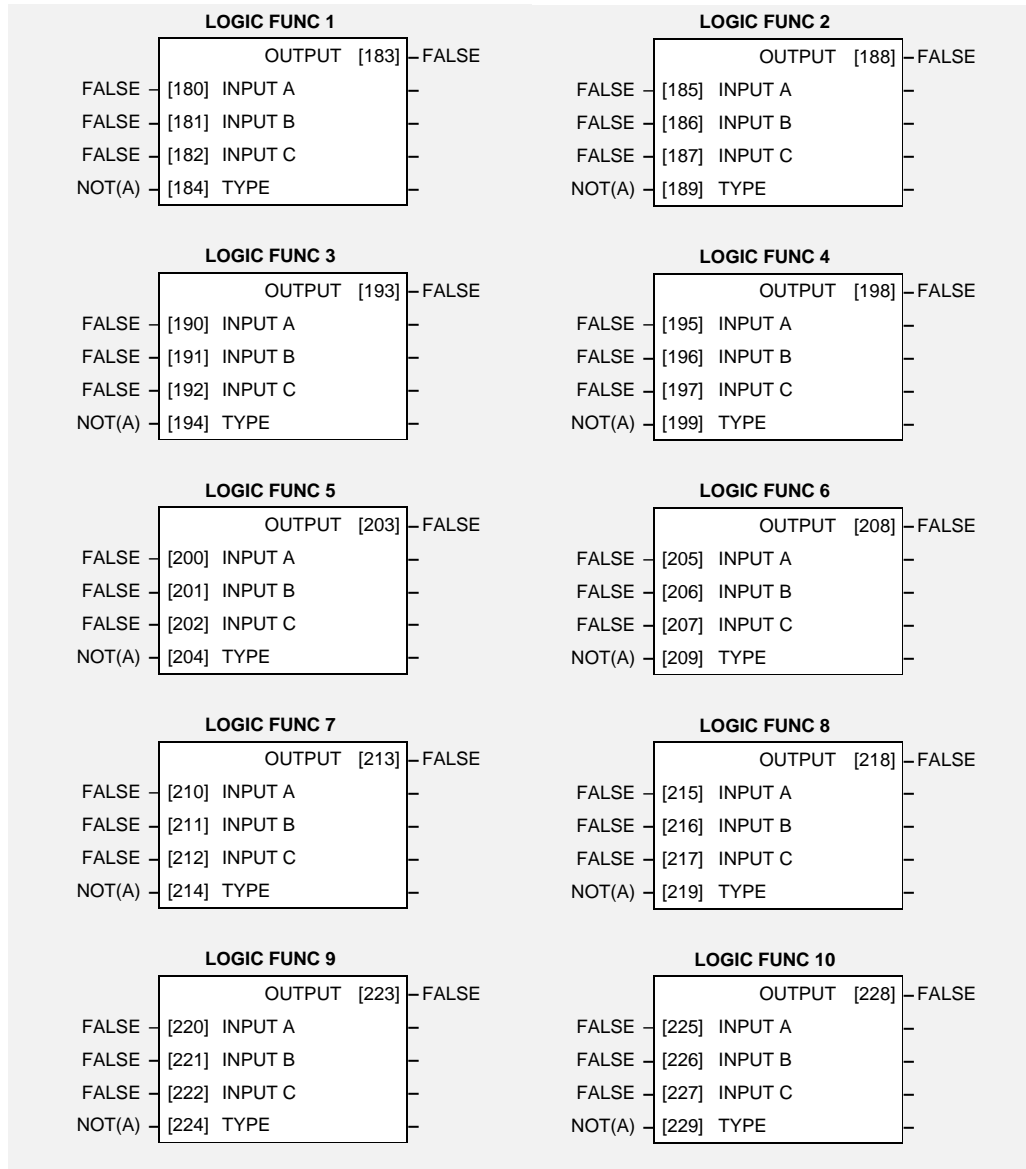 LOGIC FUNC 1
OUTPUT [183] FALSE
FALSE [180] INPUT A
FALSE [181] INPUT B
FALSE [182] INPUT C
NOT(A) [184] TYPE
LOGIC FUNC 2
OUTPUT [188] FALSE
FALSE [185] INPUT A
FALSE [186] INPUT B
FALSE [187] INPUT C
NOT(A) [189] TYPE
LOGIC FUNC 3
OUTPUT [193] FALSE
FALSE [190] INPUT A
FALSE [191] INPUT B
FALSE [192] INPUT C
NOT(A) [194] TYPE
LOGIC FUNC 4
OUTPUT [198] FALSE
FALSE [195] INPUT A
FALSE [196] INPUT B
FALSE [197] INPUT C
NOT(A) [199] TYPE
LOGIC FUNC 5
OUTPUT [203] FALSE
FALSE [200] INPUT A
FALSE [201] INPUT B
FALSE [202] INPUT C
NOT(A) [204] TYPE
LOGIC FUNC 6
OUTPUT [208] FALSE
FALSE [205] INPUT A
FALSE [206] INPUT B
FALSE [207] INPUT C
NOT(A) [209] TYPE
LOGIC FUNC 7
OUTPUT [213] FALSE
FALSE [210] INPUT A
FALSE [211] INPUT B
FALSE [212] INPUT C
NOT(A) [214] TYPE
LOGIC FUNC 8
OUTPUT [218] FALSE
FALSE [215] INPUT A
FALSE [216] INPUT B
FALSE [217] INPUT C
NOT(A) [219] TYPE
LOGIC FUNC 9
OUTPUT [223] FALSE
FALSE [220] INPUT A
FALSE [221] INPUT B
FALSE [222] INPUT C
NOT(A) [224] TYPE
LOGIC FUNC 10
OUTPUT [228] FALSE
FALSE [225] INPUT A
FALSE [226] INPUT B
FALSE [227] INPUT C
NOT(A) [229] TYPE